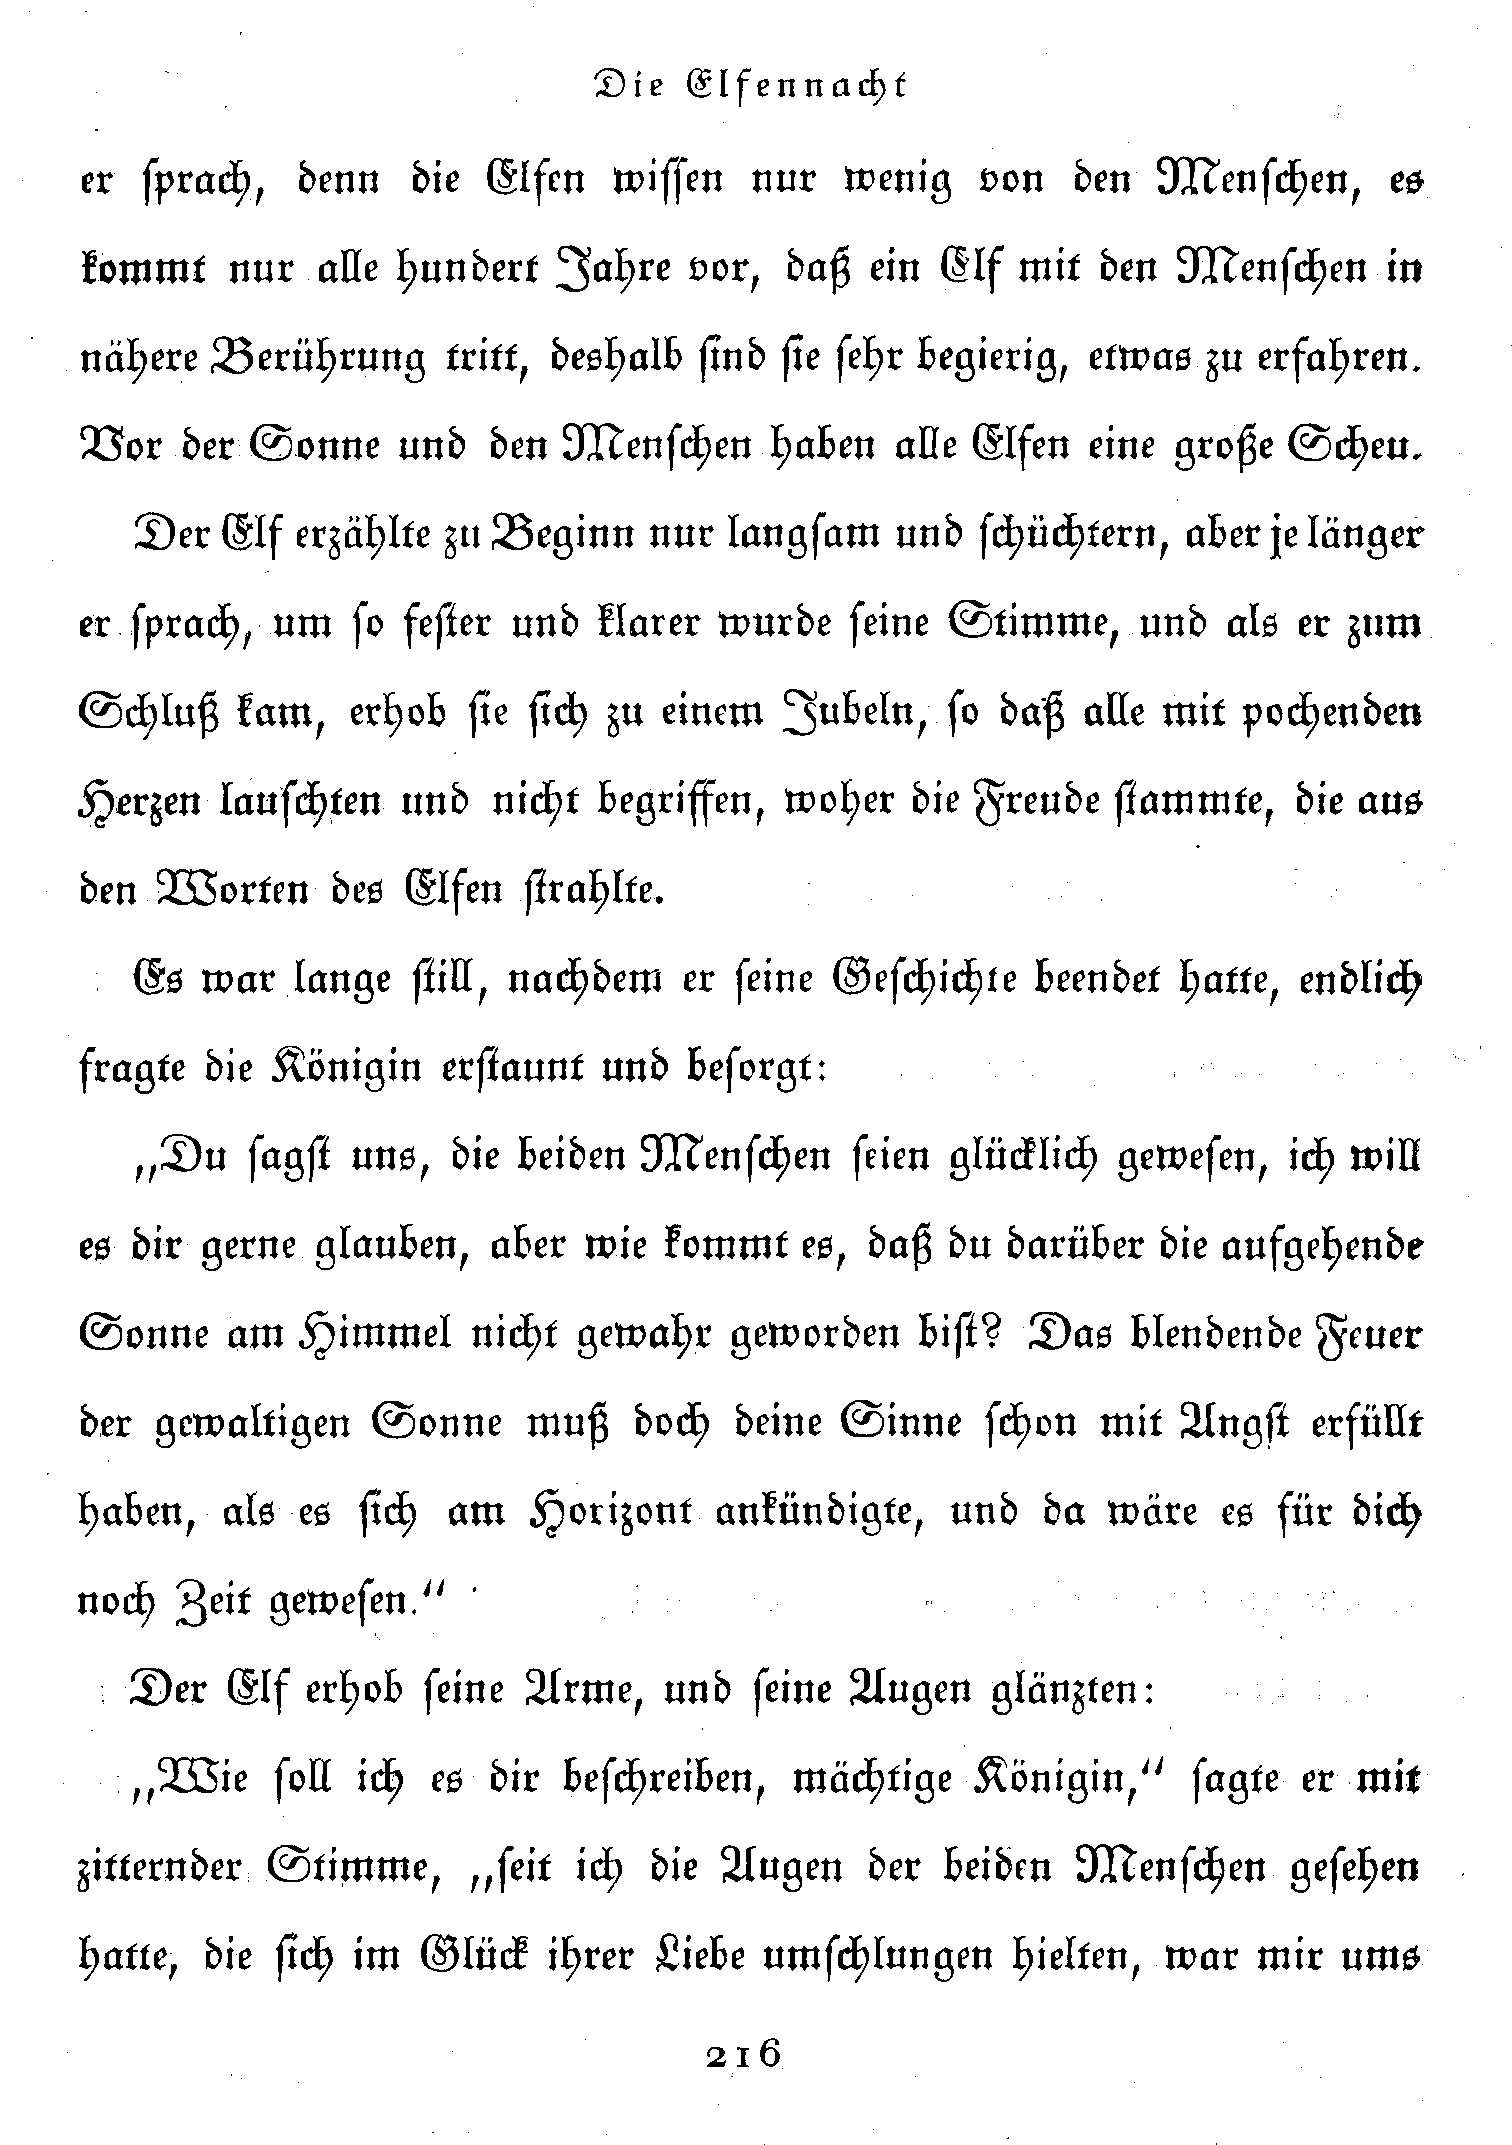 Die Elfennacht
er sprach, denn die Elfen wissen nur wenig von den Menschen, es
kommt nur alle hundert Jahre vor, daß ein Elf mit den Menschen in
nähere Berührung tritt, deshalb sind sie sehr begierig, etwas zu erfahren.
Vor der Sonne und den Menschen haben alle Elfen eine große Scheu.
Der Elf erzählte zu Beginn nur langsam und schüchtern, aber je länger
er sprach, um so fester und klarer wurde seine Stimme, und als er zum
Schluß kam, erhob sie sich zu einem Jubeln, so daß alle mit pochenden
Herzen lauschten und nicht begriffen, woher die Freude stammte, die aus
den Worten des Elfen strahlte.
Es war lange still, nachdem er seine Geschichte beendet hatte, endlich
fragte die Königin erstaunt und besorgt:
„Du sagst uns, die beiden Menschen seien glücklich gewesen, ich will
es dir gerne glauben, aber wie kommt es, daß du darüber die aufgehende
Sonne am Himmel nicht gewahr geworden bist? Das blendende Feuer
der gewaltigen Sonne muß doch deine Sinne schon mit Angst erfüllt
haben, als es sich am Horizont ankündigte, und da wäre es für dich
noch Zeit gewesen.“
Der Elf erhob seine Arme, und seine Augen glänzten:
„Wie soll ich es dir beschreiben, mächtige Königin,“ sagte er mit
zitternder Stimme, „seit ich die Augen der beiden Menschen gesehen
hatte, die sich im Glück ihrer Liebe umschlungen hielten, war mir ums
216